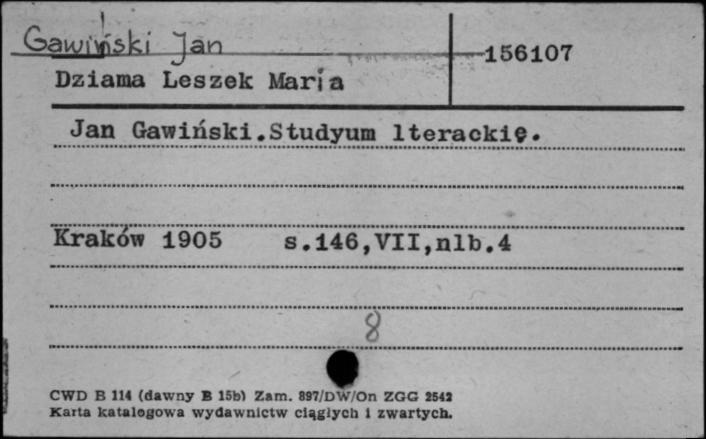 Gawiński Jan
156107
Dziama Leszek Maria
Jan Gawiński.Studyum lterackię.
Kraków 1905 s.146,VII,nlb.4
8
CWD B 114 (dawny B 15b) Zam. 897/DW/On ZGG 2542
Karta katalogowa wydawnictw ciągłych i zwartych.